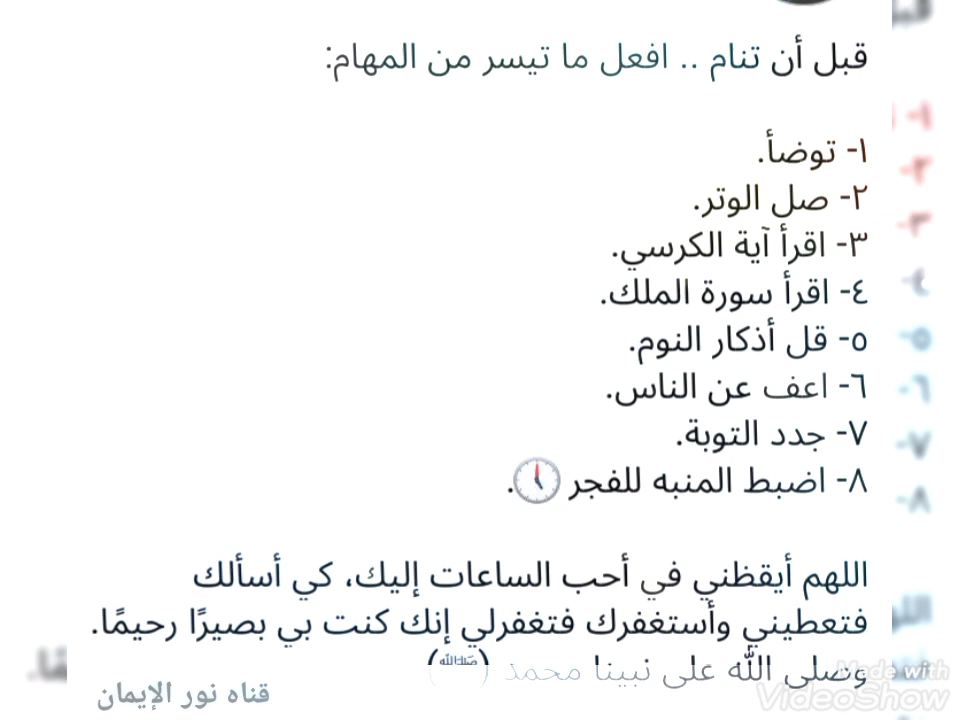 قبل أن تنام .. افعل ما تيسر من المهام:
١- توضأ.
٢- صل الوتر.
٣- اقرأ آية الكرسي.
٤- اقرأ سورة الملك.
٥- قل أذكار النوم.
٦- اعف عن الناس.
٧- جدد التوبة.
٨- اضبط المنبه للفجر 🕔.
اللهم أيقظني في أحب الساعات إليك، كي أسألك
فتعطيني وأستغفرك فتغفرلي إنك كنت بي بصيرًا رحيمًا.
وصلى الله على نبينا محمد (ﷺ)
قناه نور الإيمان
Made with
VideoShow